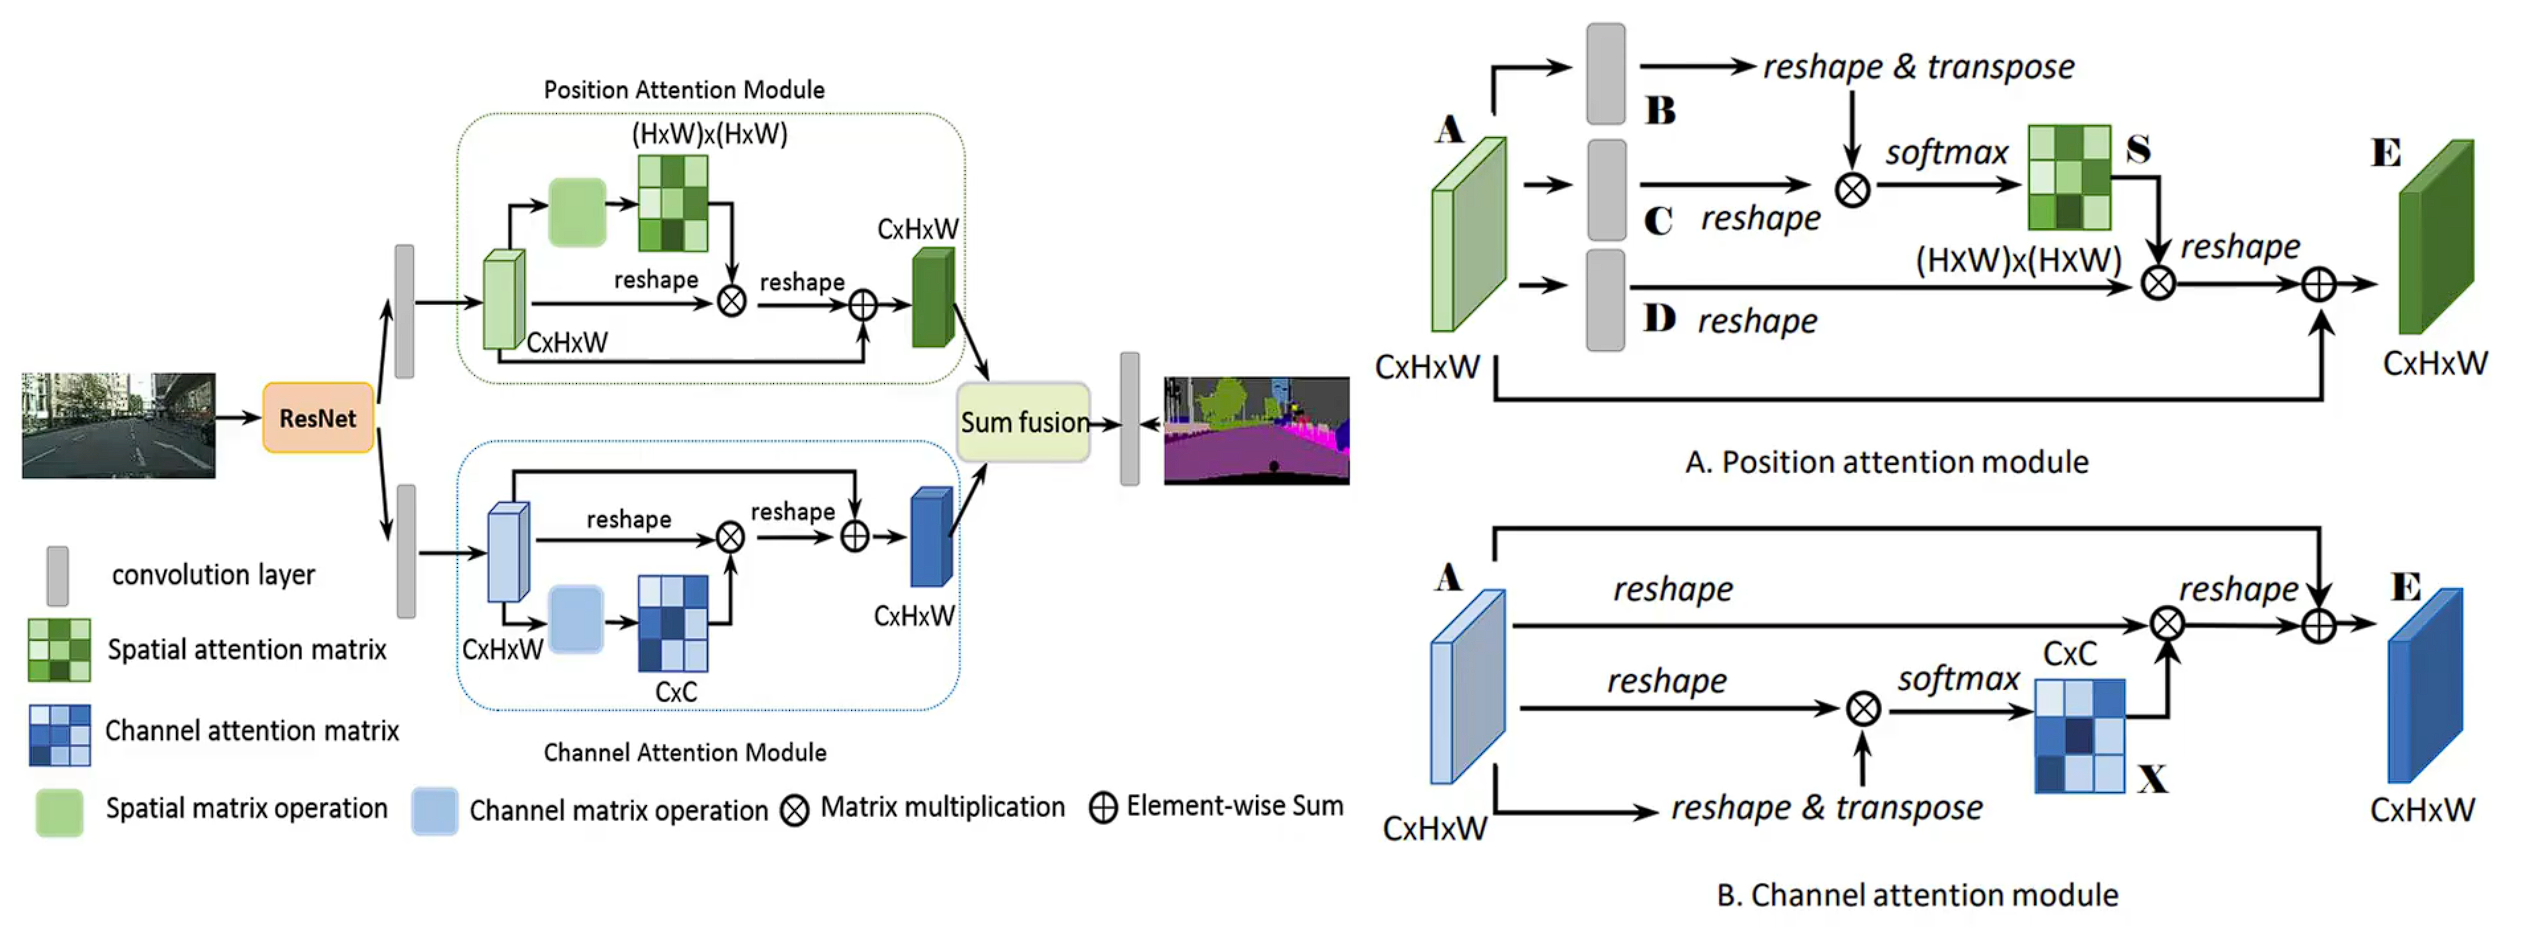 Position Attention Module
(HxW)x(HxW)
CxHxW
reshape
reshape
CxHxW
ResNet
Sum fusion
reshape
reshape
CxHxW
CxHxW
CxC
Channel Attention Module
convolution layer
Spatial attention matrix
Channel attention matrix
Spatial matrix operation
Channel matrix operation
Matrix multiplication
Element-wise Sum
reshape & transpose
B
A
softmax
S
E
C
reshape
(HxW)x(HxW)
reshape
D
reshape
CxHxW
CxHxW
A. Position attention module
A
reshape
reshape
E
CxC
reshape
softmax
X
reshape & transpose
CxHxW
CxHxW
B. Channel attention module